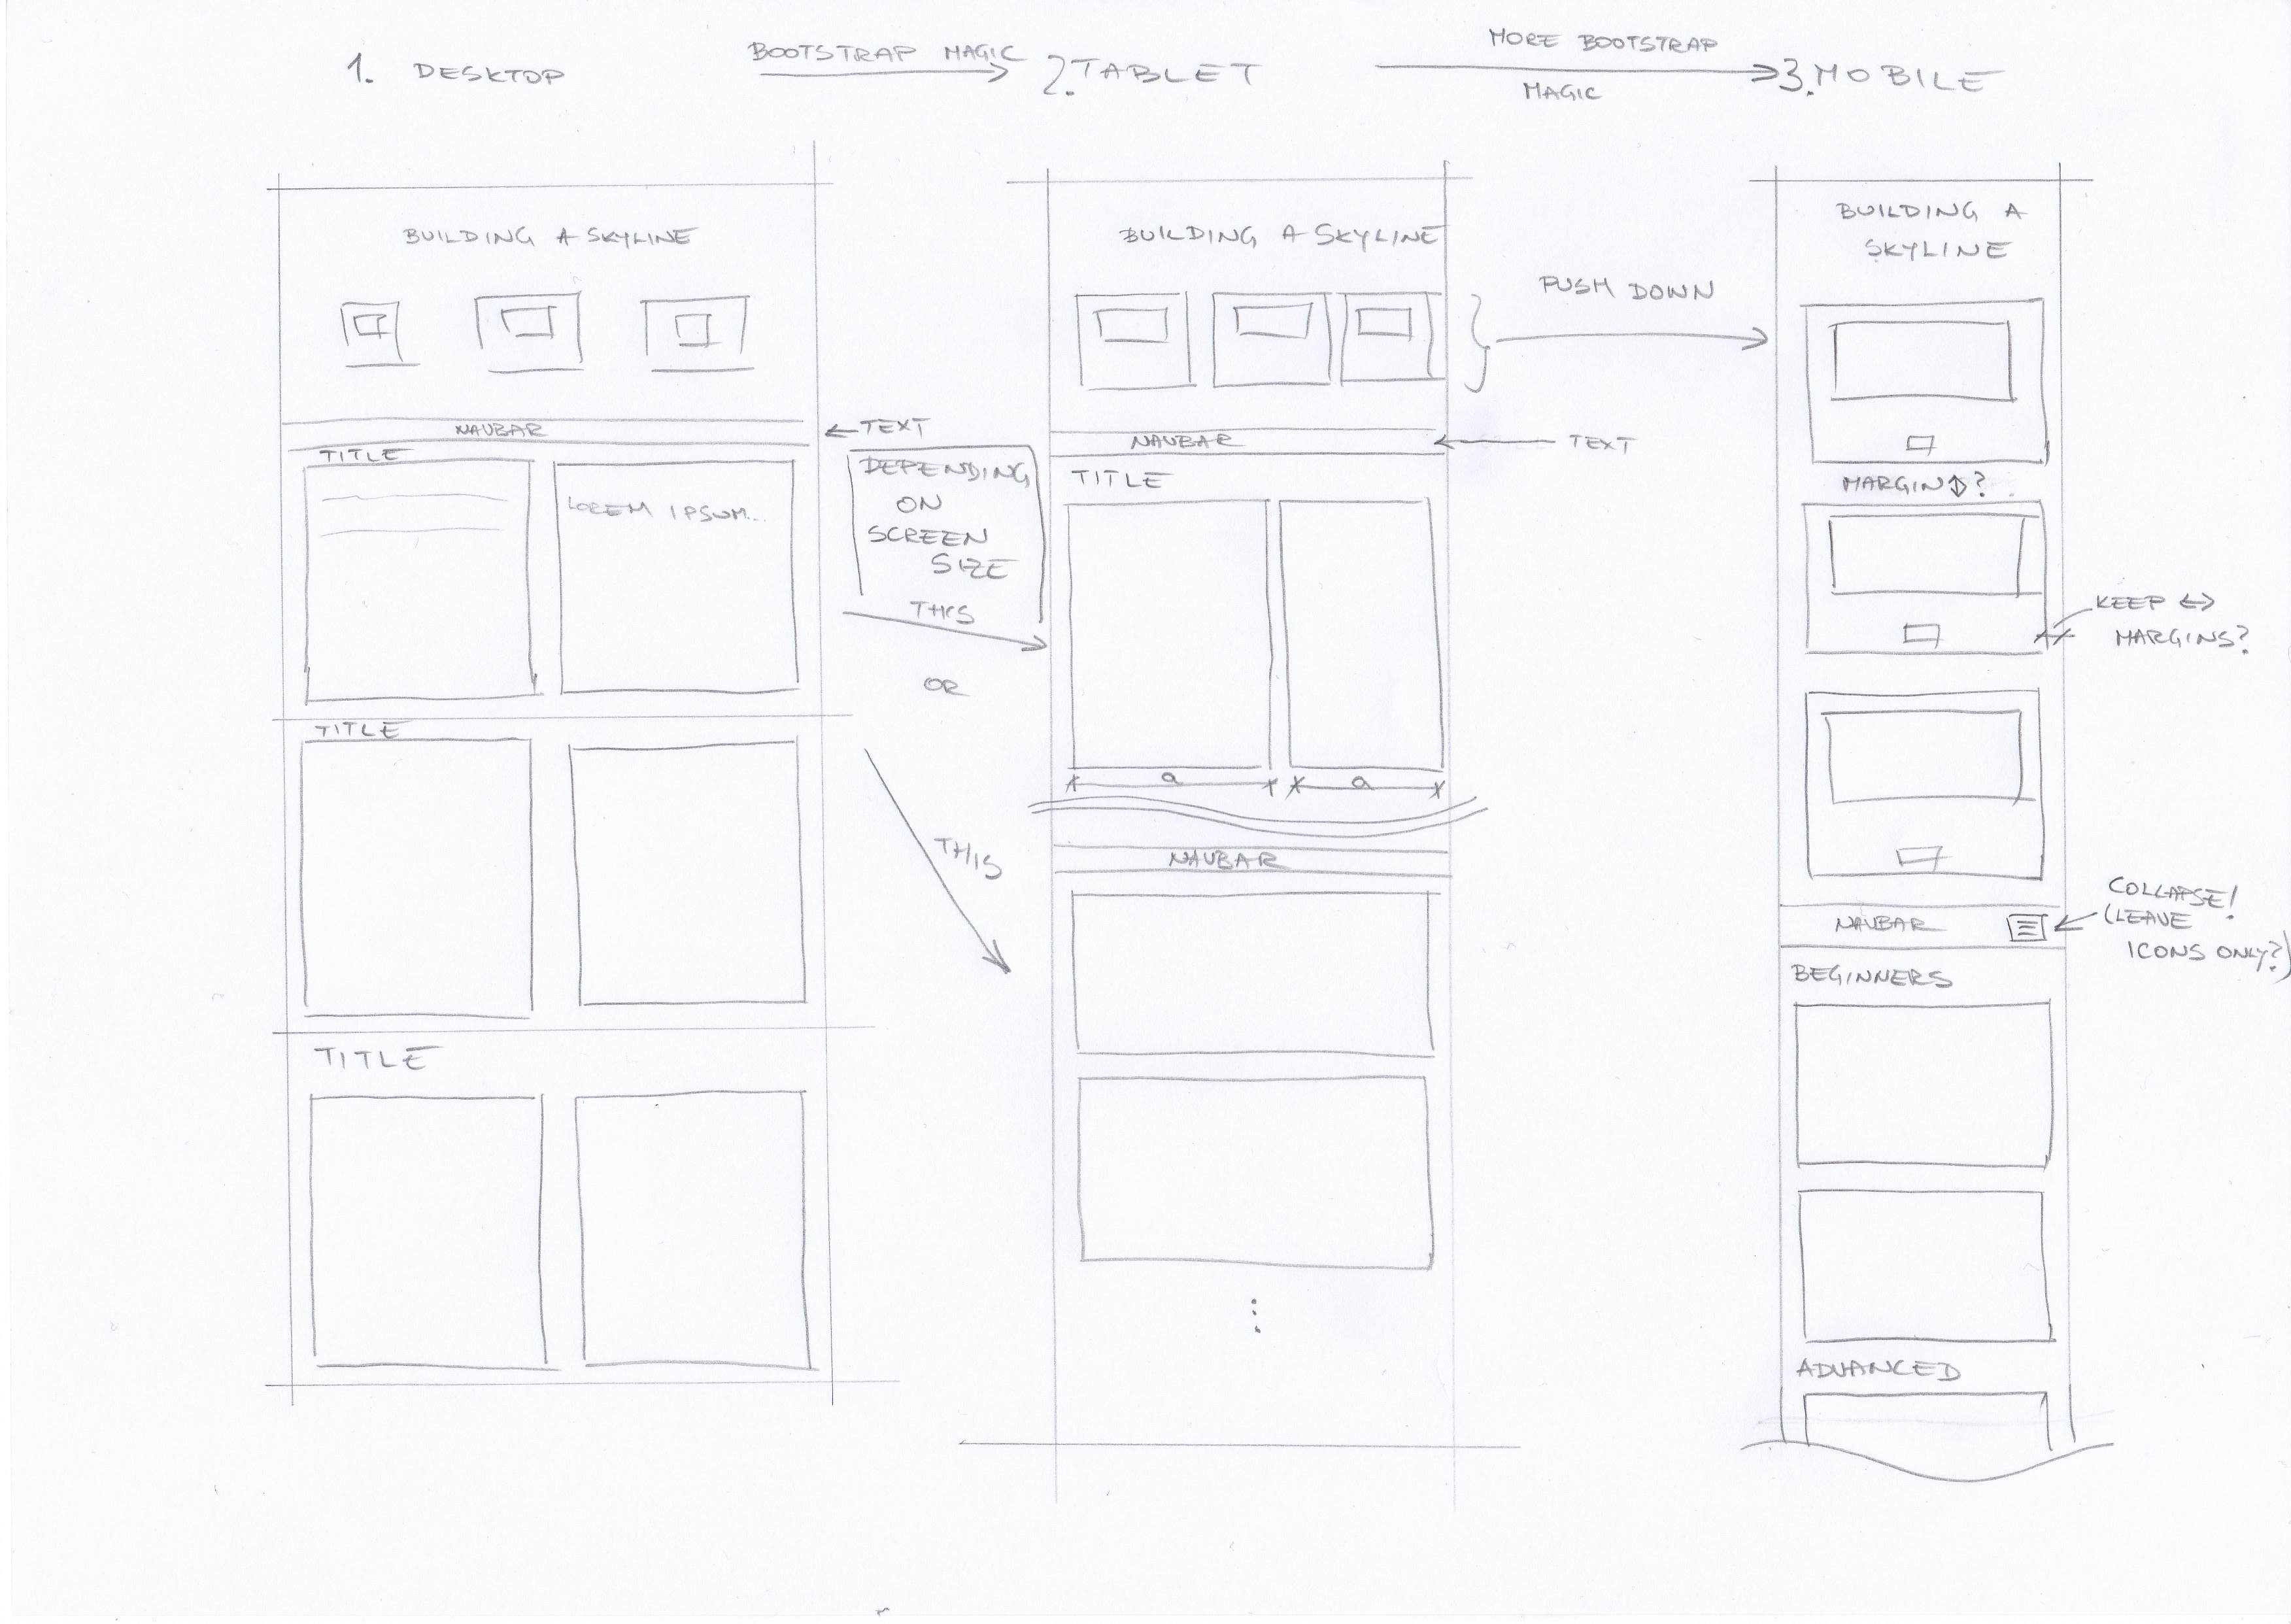 1. DESKTOP
BOOTSTRAP MAGIC
2. TABLET
MORE BOOTSTRAP
MAGIC
3. MOBILE
BUILDING A SKYLINE
NAVBAR
← TEXT
TITLE
LOREM IPSUM...
TITLE
TITLE
DEPENDING
ON
SCREEN
SIZE
THIS
OR
THIS
BUILDING A SKYLINE
NAVBAR
TEXT
TITLE
a
a
NAVBAR
PUSH DOWN
BUILDING A
SKYLINE
MARGIN ↕?
KEEP ↔
MARGINS?
NAVBAR
COLLAPSE!
(LEAVE
ICONS ONLY?)
BEGINNERS
ADVANCED